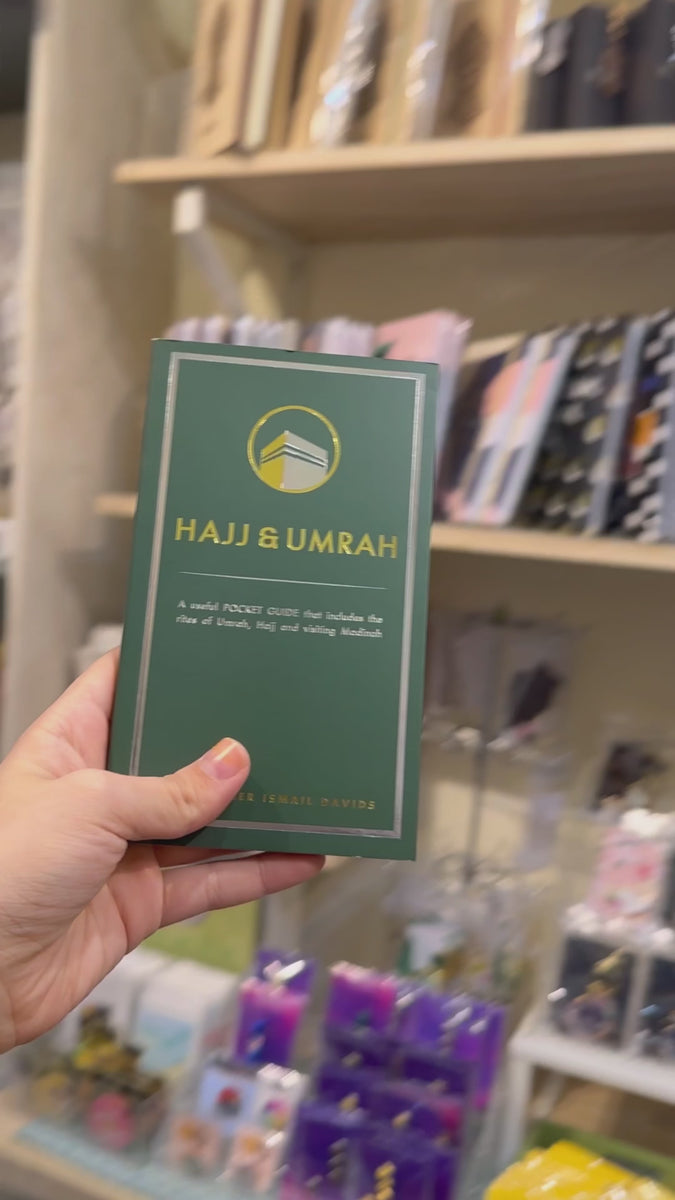 HAJJ & UMRAH
A useful POCKET GUIDE that includes the
rites of Umrah, Hajj and visiting Madinah
ISMAIL DAVIDS